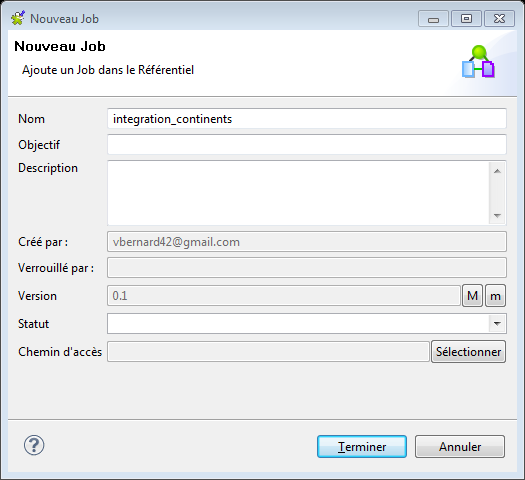 Nouveau Job
Nouveau Job
Ajoute un Job dans le Référentiel
Nom integration_continents
Objectif
Description
Créé par : vbernard42@gmail.com
Verrouillé par :
Version 0.1 M m
Statut
Chemin d'accès Sélectionner
? Terminer Annuler